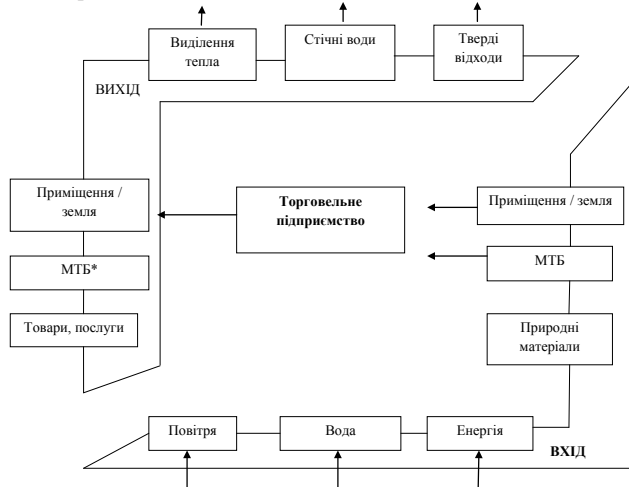 Виділення
тепла
Стічні води
Тверді
відходи
ВИХІД
Приміщення /
земля
Торговельне
підприємство
Приміщення / земля
МТБ*
МТБ
Товари, послуги
Природні
матеріали
Повітря
Вода
Енергія
ВХІД